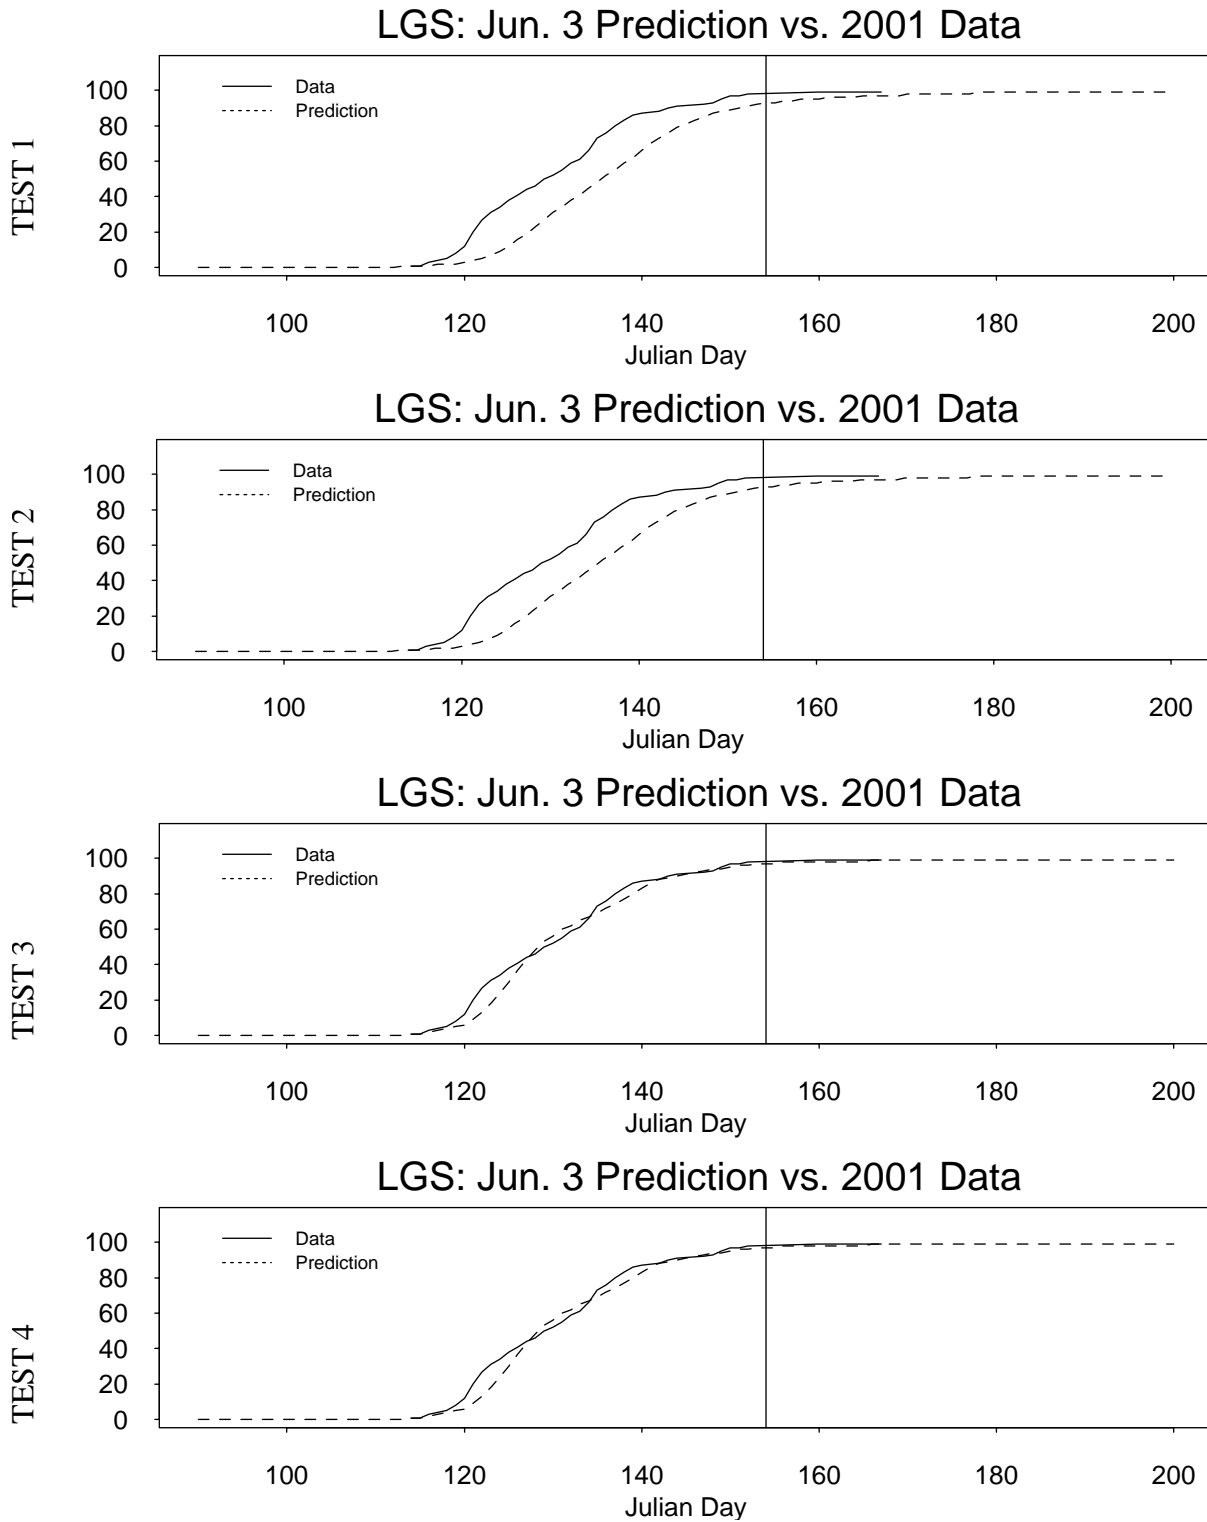 LGS: Jun. 3 Prediction vs. 2001 Data
TEST 1
Data
Prediction
100
80
60
40
20
0
100 120 140 160 180 200
Julian Day
LGS: Jun. 3 Prediction vs. 2001 Data
TEST 2
Data
Prediction
100
80
60
40
20
0
100 120 140 160 180 200
Julian Day
LGS: Jun. 3 Prediction vs. 2001 Data
TEST 3
Data
Prediction
100
80
60
40
20
0
100 120 140 160 180 200
Julian Day
LGS: Jun. 3 Prediction vs. 2001 Data
TEST 4
Data
Prediction
100
80
60
40
20
0
100 120 140 160 180 200
Julian Day